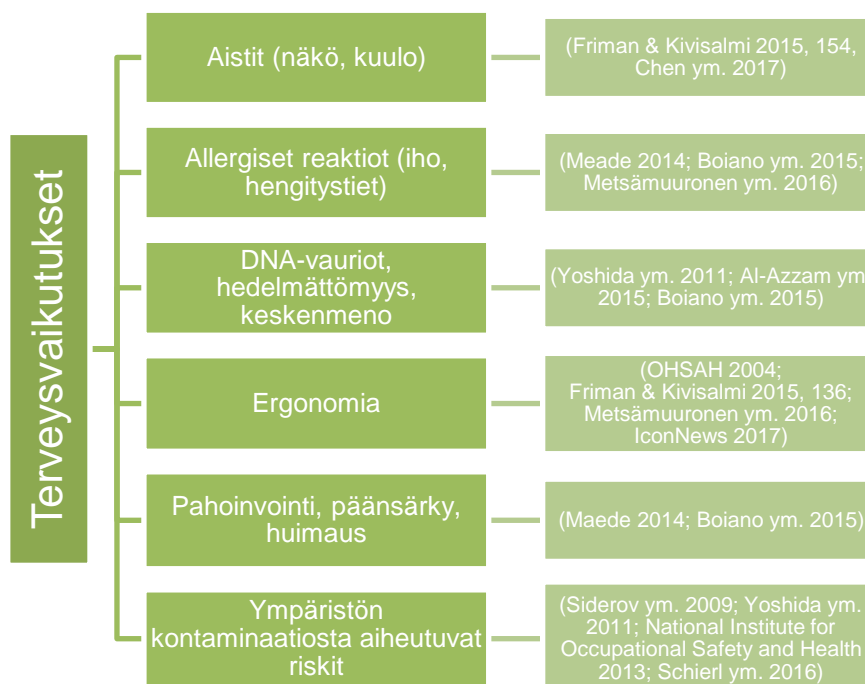 Terveysvaikutukset
Aistit (näkö, kuulo)
(Friman & Kivisalmi 2015, 154,
Chen ym. 2017)
Allergiset reaktiot (iho,
hengitystiet)
(Meade 2014; Boiano ym. 2015;
Metsämuuronen ym. 2016)
DNA-vauriot,
hedelmättömyys,
keskenmeno
(Yoshida ym. 2011; Al-Azzam ym.
2015; Boiano ym. 2015)
Ergonomia
(OHSAH 2004;
Friman & Kivisalmi 2015, 136;
Metsämuuronen ym. 2016;
IconNews 2017)
Pahoinvointi, päänsärky,
huimaus
(Maede 2014; Boiano ym. 2015)
Ympäristön
kontaminaatiosta aiheutuvat
riskit
(Siderov ym. 2009; Yoshida ym.
2011; National Institute for
Occupational Safety and Health
2013; Schierl ym. 2016)